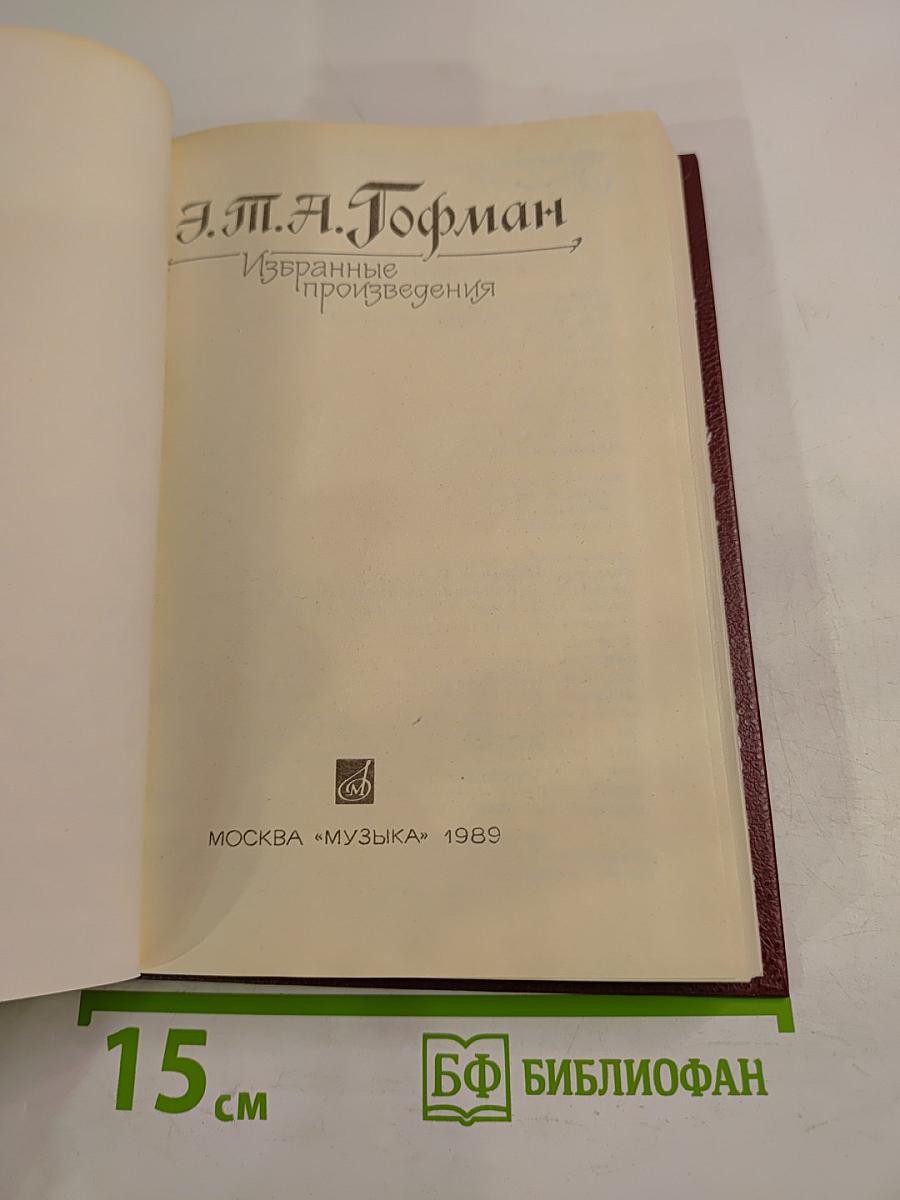 Э.Т.А.Гофман
Избранные
произведения
М
МОСКВА «МУЗЫКА» 1989
15 см
БФ БИБЛИОФАН